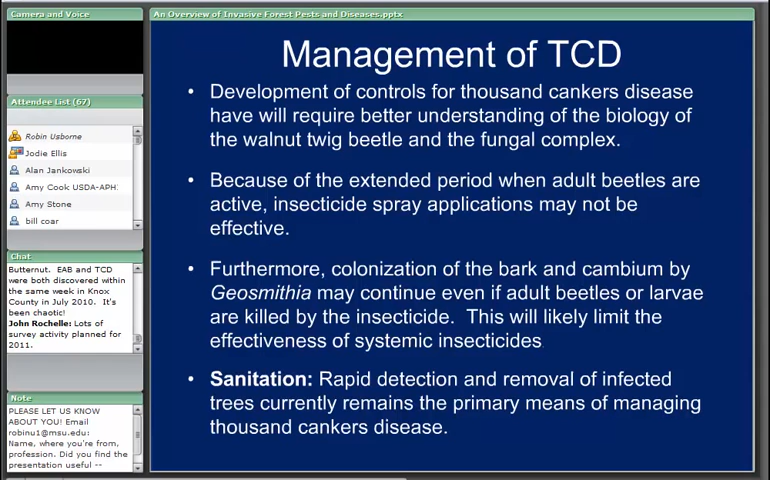 Camera and Voice
Attendee List (67)
Robin Usborne
Jodie Ellis
Alan Jankowski
Amy Cook USDA-APH
Amy Stone
bill coar
Chat
Butternut. EAB and TCD
were both discovered within
the same week in Knox
County in July 2010. It's
been chaotic!
John Rochelle: Lots of
survey activity planned for
2011.
Note
PLEASE LET US KNOW
ABOUT YOU! Email
robinu1@msu.edu:
Name, where you're from,
profession. Did you find the
presentation useful --
An Overview of Invasive Forest Pests and Diseases.pptx
Management of TCD
• Development of controls for thousand cankers disease
have will require better understanding of the biology of
the walnut twig beetle and the fungal complex.
• Because of the extended period when adult beetles are
active, insecticide spray applications may not be
effective.
• Furthermore, colonization of the bark and cambium by
Geosmithia may continue even if adult beetles or larvae
are killed by the insecticide. This will likely limit the
effectiveness of systemic insecticides
• Sanitation: Rapid detection and removal of infected
trees currently remains the primary means of managing
thousand cankers disease.